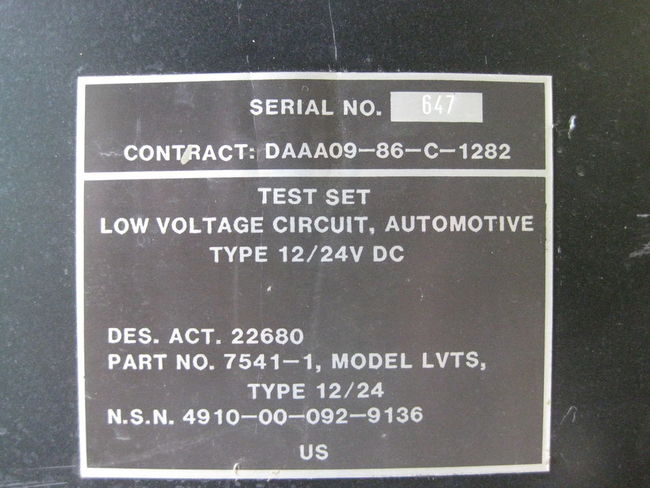 SERIAL NO. 647
CONTRACT: DAAA09-86-C-1282
TEST SET
LOW VOLTAGE CIRCUIT, AUTOMOTIVE
TYPE 12/24V DC
DES. ACT. 22680
PART NO. 7541-1, MODEL LVTS,
TYPE 12/24
N.S.N. 4910-00-092-9136
US